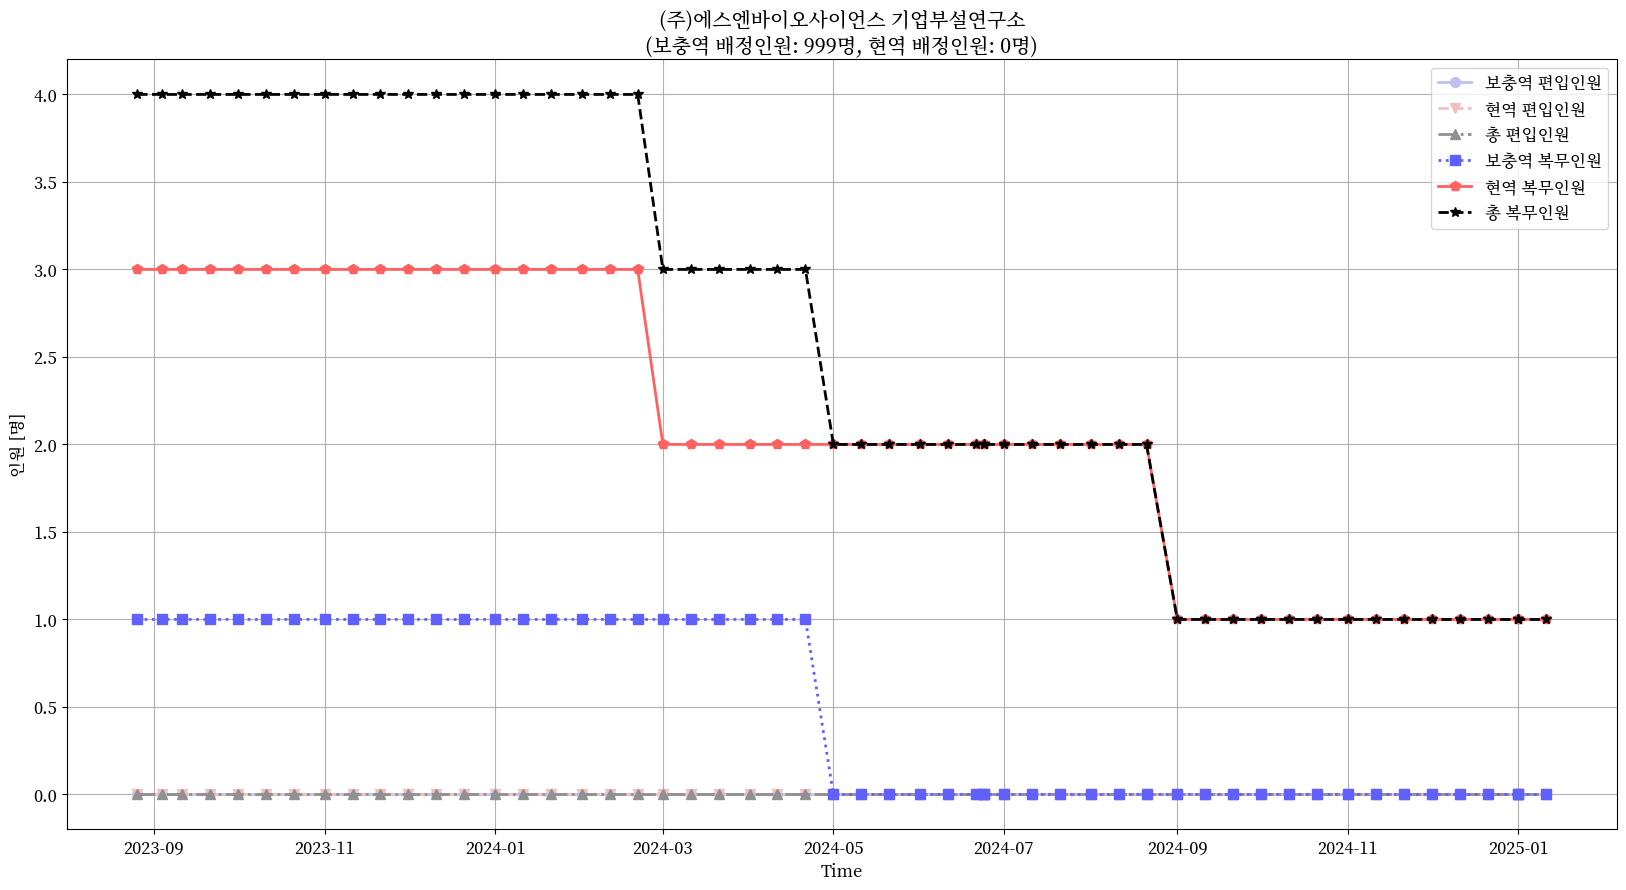 (주)에스엔바이오사이언스 기업부설연구소
(보충역 배정인원: 999명, 현역 배정인원: 0명)
보충역 편입인원
현역 편입인원
총 편입인원
보충역 복무인원
현역 복무인원
총 복무인원
인원 [명]
4.0
3.5
3.0
2.5
2.0
1.5
1.0
0.5
0.0
2023-09
2023-11
2024-01
2024-03
2024-05
2024-07
2024-09
2024-11
2025-01
Time